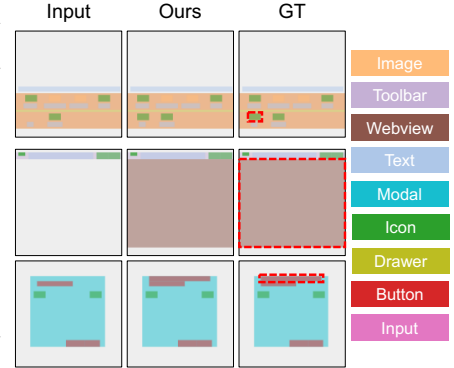 Input Ours GT
Image
Toolbar
Webview
Text
Modal
Icon
Drawer
Button
Input